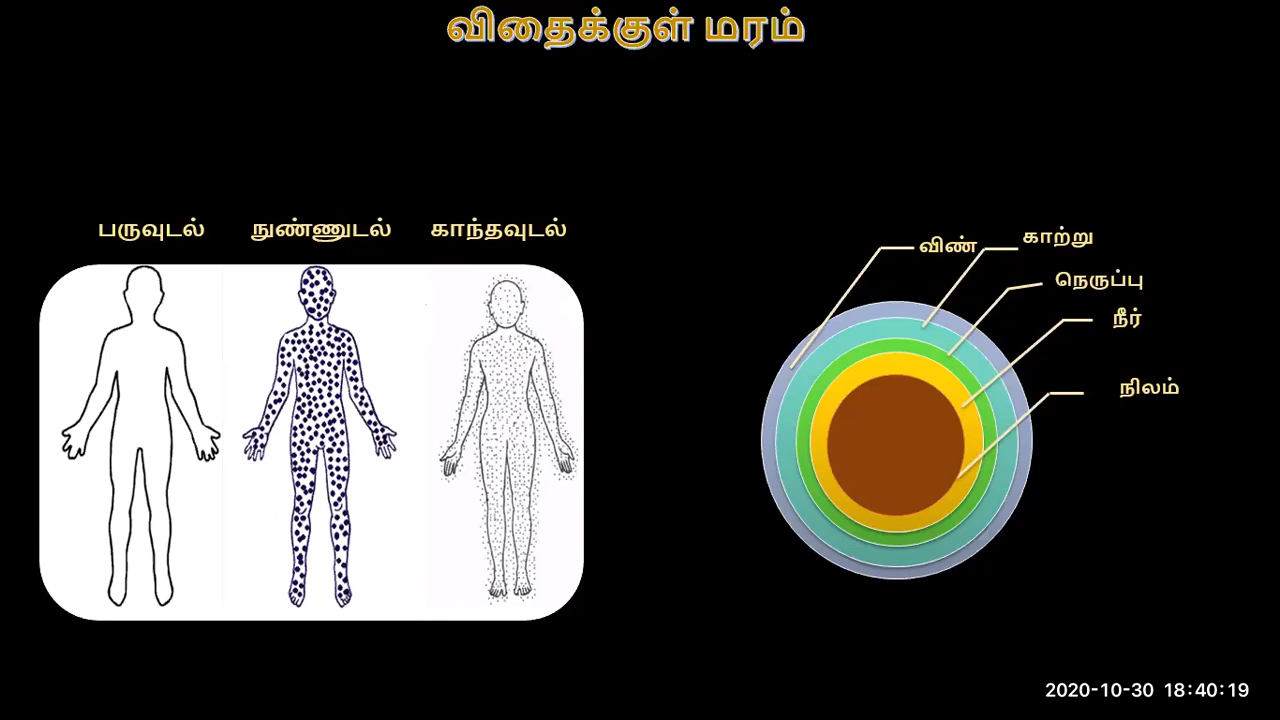 விதைக்குள் மரம்
பருவுடல் நுண்ணுடல் காந்தவுடல்
விண்
காற்று
நெருப்பு
நீர்
நிலம்
2020-10-30 18:40:19